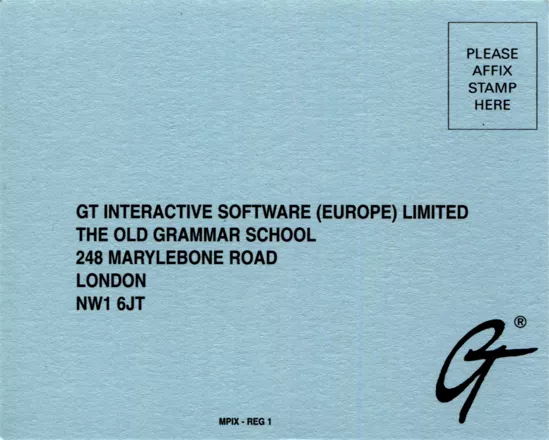 PLEASE
AFFIX
STAMP
HERE
GT INTERACTIVE SOFTWARE (EUROPE) LIMITED
THE OLD GRAMMAR SCHOOL
248 MARYLEBONE ROAD
LONDON
NW1 6JT
GT ®
MPIX - REG 1